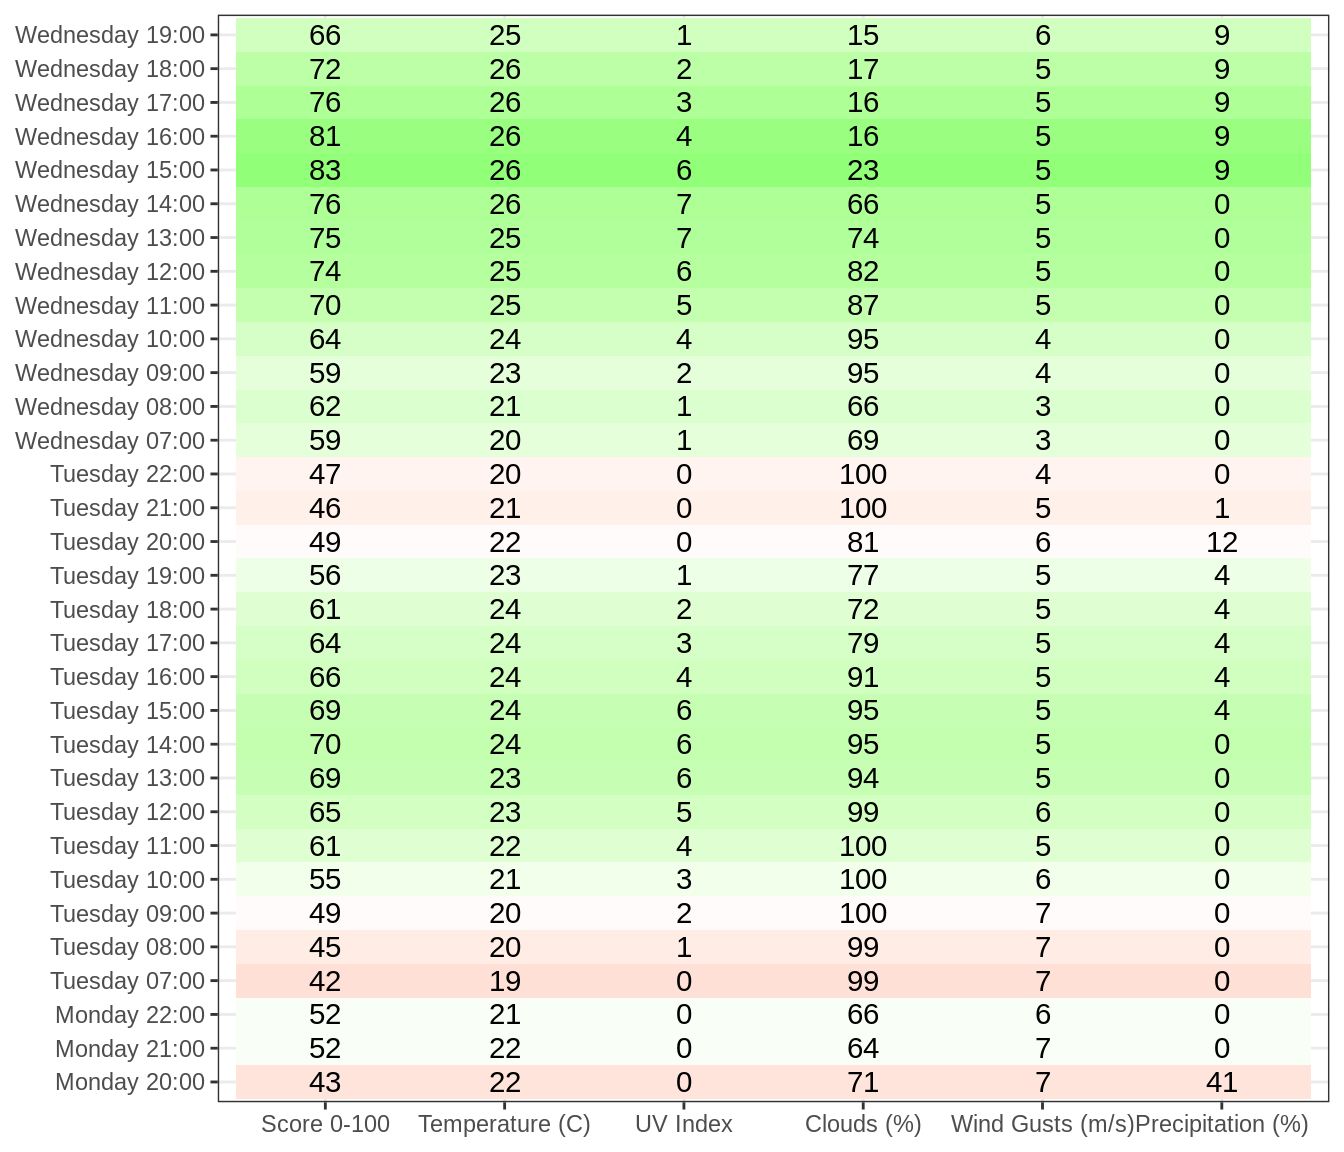 Wednesday 19:00 66 25 1 15 6 9
Wednesday 18:00 72 26 2 17 5 9
Wednesday 17:00 76 26 3 16 5 9
Wednesday 16:00 81 26 4 16 5 9
Wednesday 15:00 83 26 6 23 5 9
Wednesday 14:00 76 26 7 66 5 0
Wednesday 13:00 75 25 7 74 5 0
Wednesday 12:00 74 25 6 82 5 0
Wednesday 11:00 70 25 5 87 5 0
Wednesday 10:00 64 24 4 95 4 0
Wednesday 09:00 59 23 2 95 4 0
Wednesday 08:00 62 21 1 66 3 0
Wednesday 07:00 59 20 1 69 3 0
Tuesday 22:00 47 20 0 100 4 0
Tuesday 21:00 46 21 0 100 5 1
Tuesday 20:00 49 22 0 81 6 12
Tuesday 19:00 56 23 1 77 5 4
Tuesday 18:00 61 24 2 72 5 4
Tuesday 17:00 64 24 3 79 5 4
Tuesday 16:00 66 24 4 91 5 4
Tuesday 15:00 69 24 6 95 5 4
Tuesday 14:00 70 24 6 95 5 0
Tuesday 13:00 69 23 6 94 5 0
Tuesday 12:00 65 23 5 99 6 0
Tuesday 11:00 61 22 4 100 5 0
Tuesday 10:00 55 21 3 100 6 0
Tuesday 09:00 49 20 2 100 7 0
Tuesday 08:00 45 20 1 99 7 0
Tuesday 07:00 42 19 0 99 7 0
Monday 22:00 52 21 0 66 6 0
Monday 21:00 52 22 0 64 7 0
Monday 20:00 43 22 0 71 7 41
Score 0-100 Temperature (C) UV Index Clouds (%) Wind Gusts (m/s) Precipitation (%)